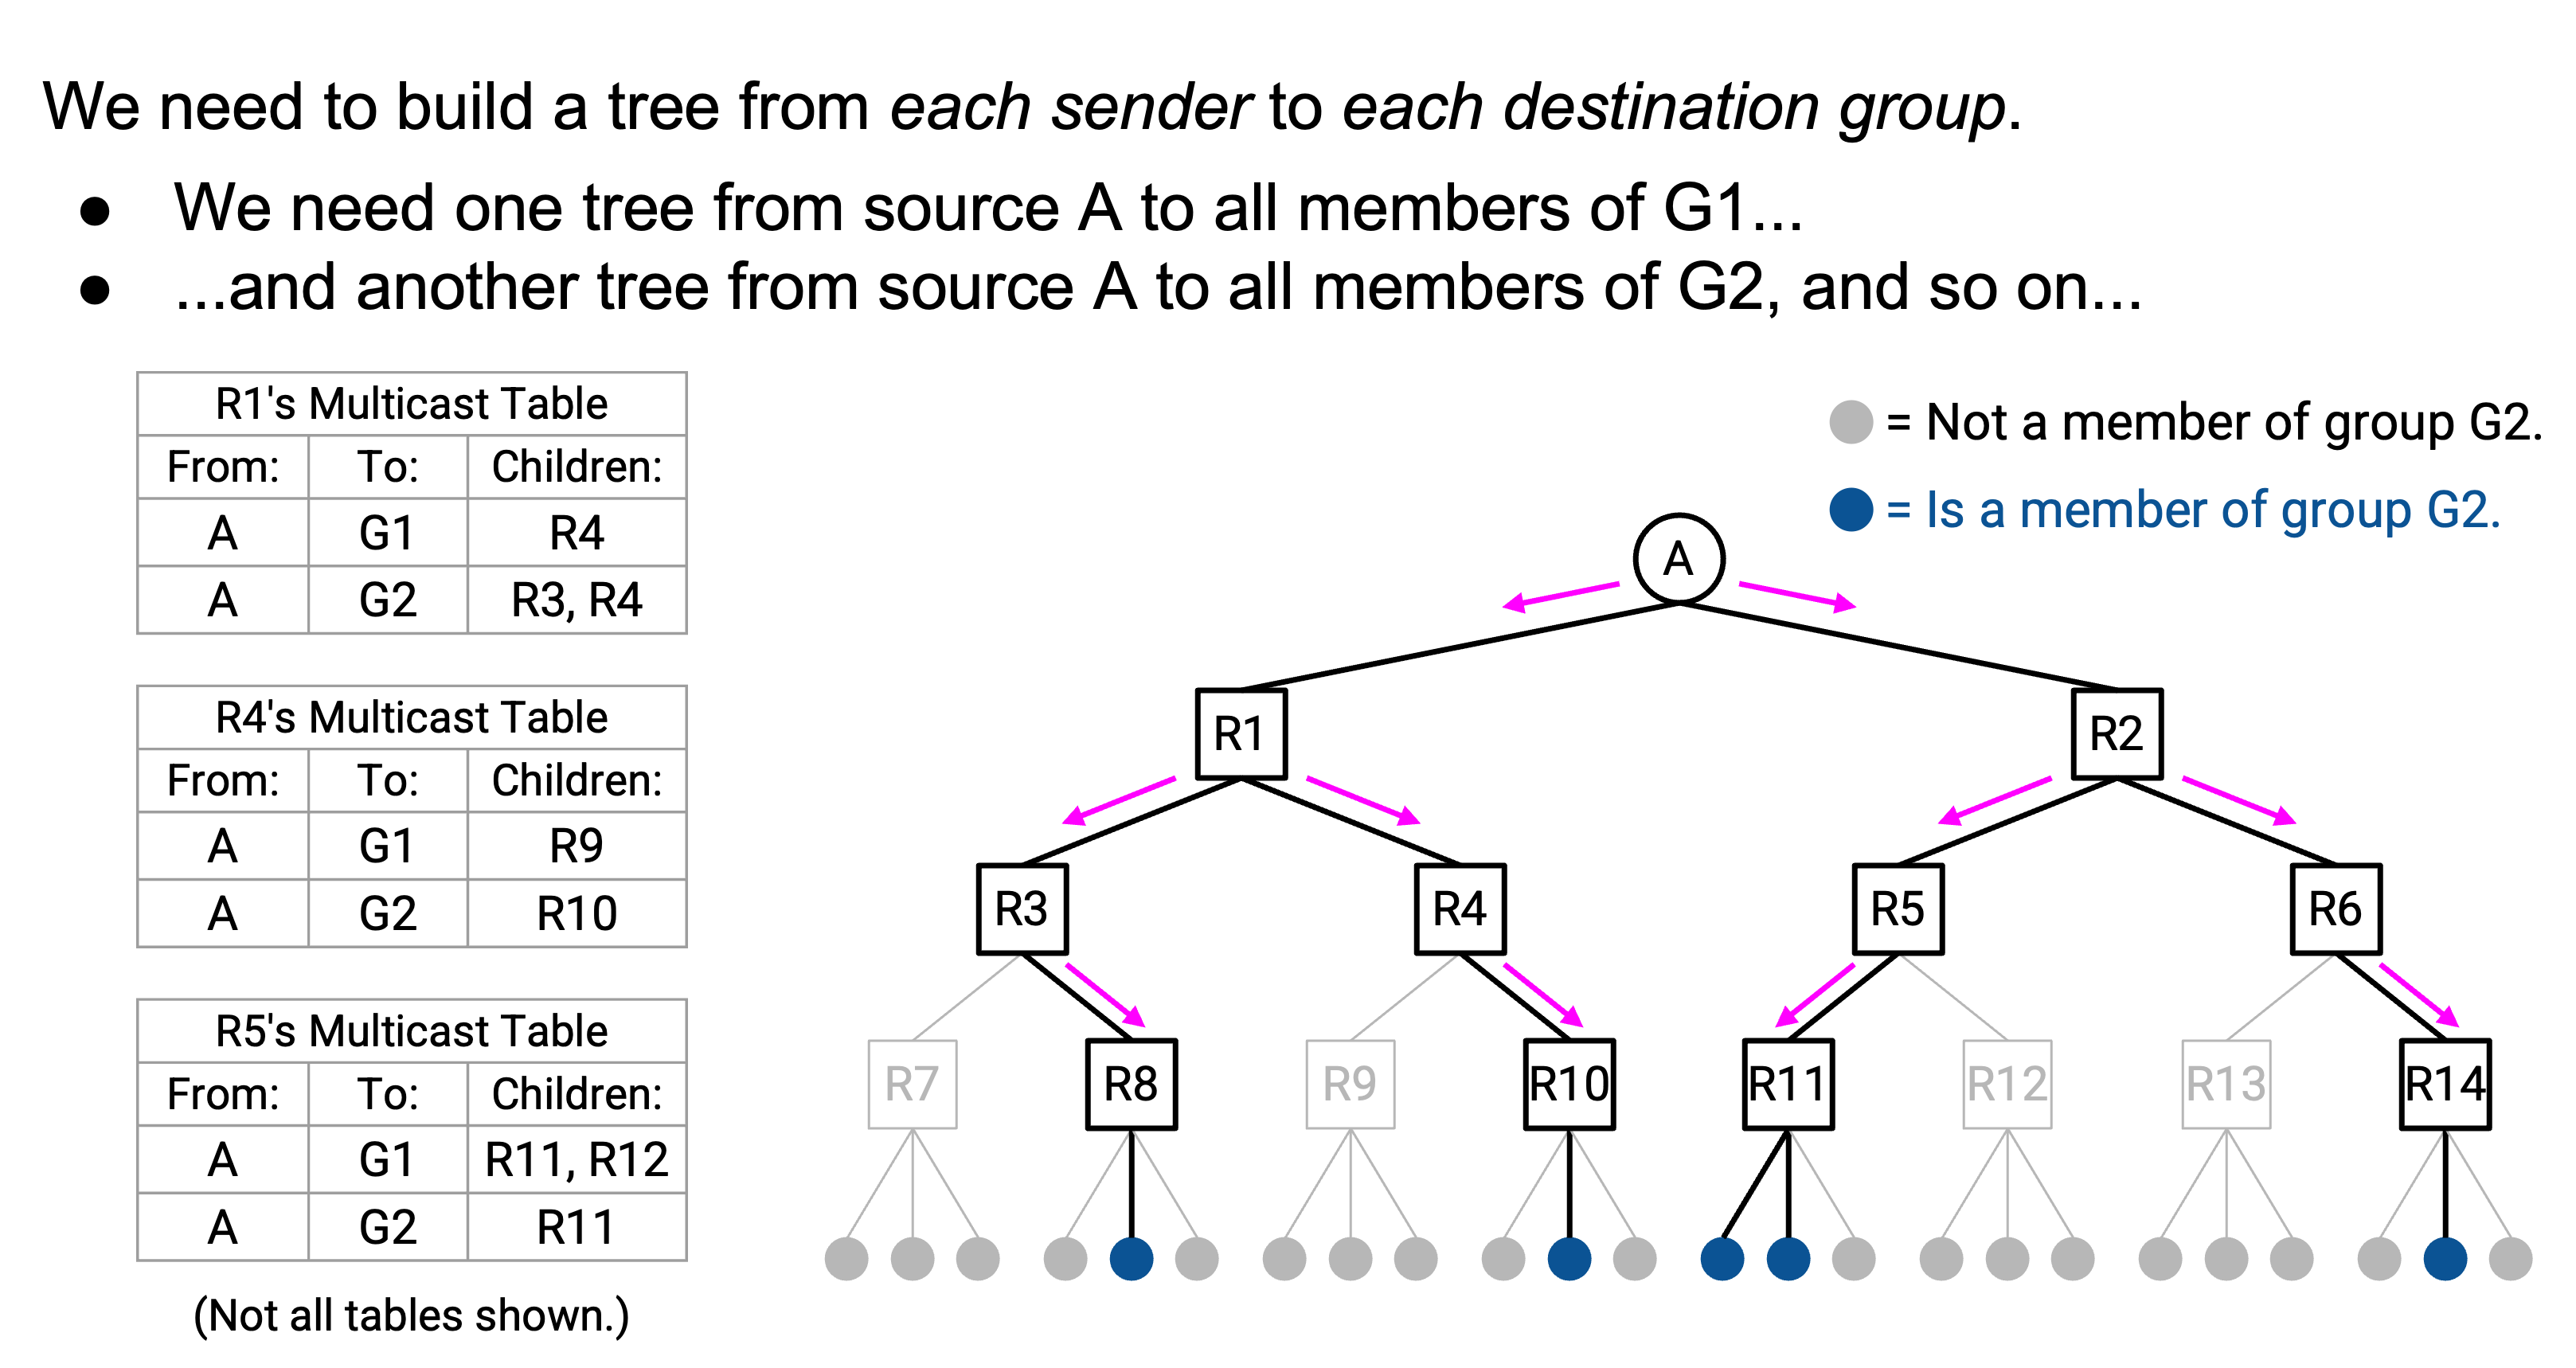 We need to build a tree from each sender to each destination group.
● We need one tree from source A to all members of G1...
● ...and another tree from source A to all members of G2, and so on...
R1's Multicast Table
From: To: Children:
A G1 R4
A G2 R3, R4
R4's Multicast Table
From: To: Children:
A G1 R9
A G2 R10
R5's Multicast Table
From: To: Children:
A G1 R11, R12
A G2 R11
(Not all tables shown.)
= Not a member of group G2.
= Is a member of group G2.
A
R1 R2
R3 R4 R5 R6
R7 R8 R9 R10 R11 R12 R13 R14